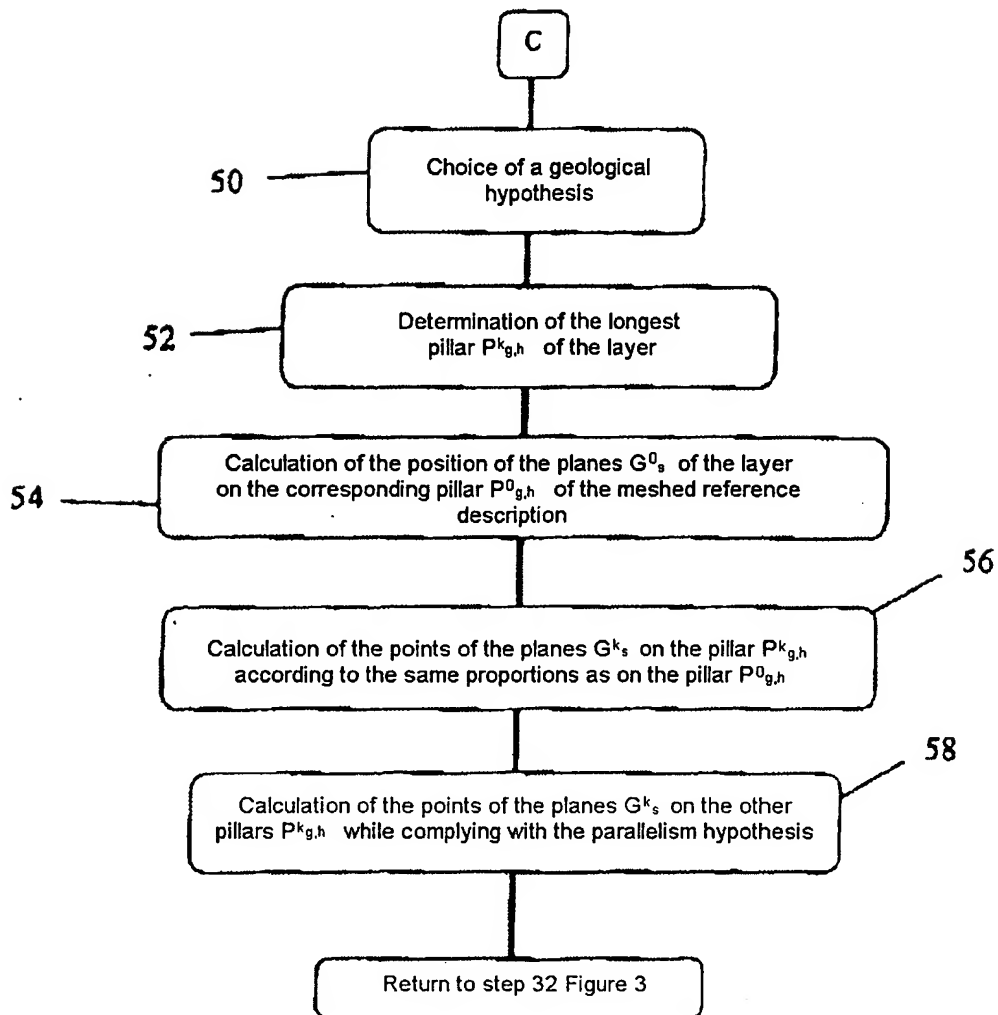 C
50
Choice of a geological
hypothesis
52
Determination of the longest
pillar Pᵏg,h of the layer
54
Calculation of the position of the planes G⁰s of the layer
on the corresponding pillar P⁰g,h of the meshed reference
description
56
Calculation of the points of the planes Gᵏs on the pillar Pᵏg,h
according to the same proportions as on the pillar P⁰g,h
58
Calculation of the points of the planes Gᵏs on the other
pillars Pᵏg,h while complying with the parallelism hypothesis
Return to step 32 Figure 3